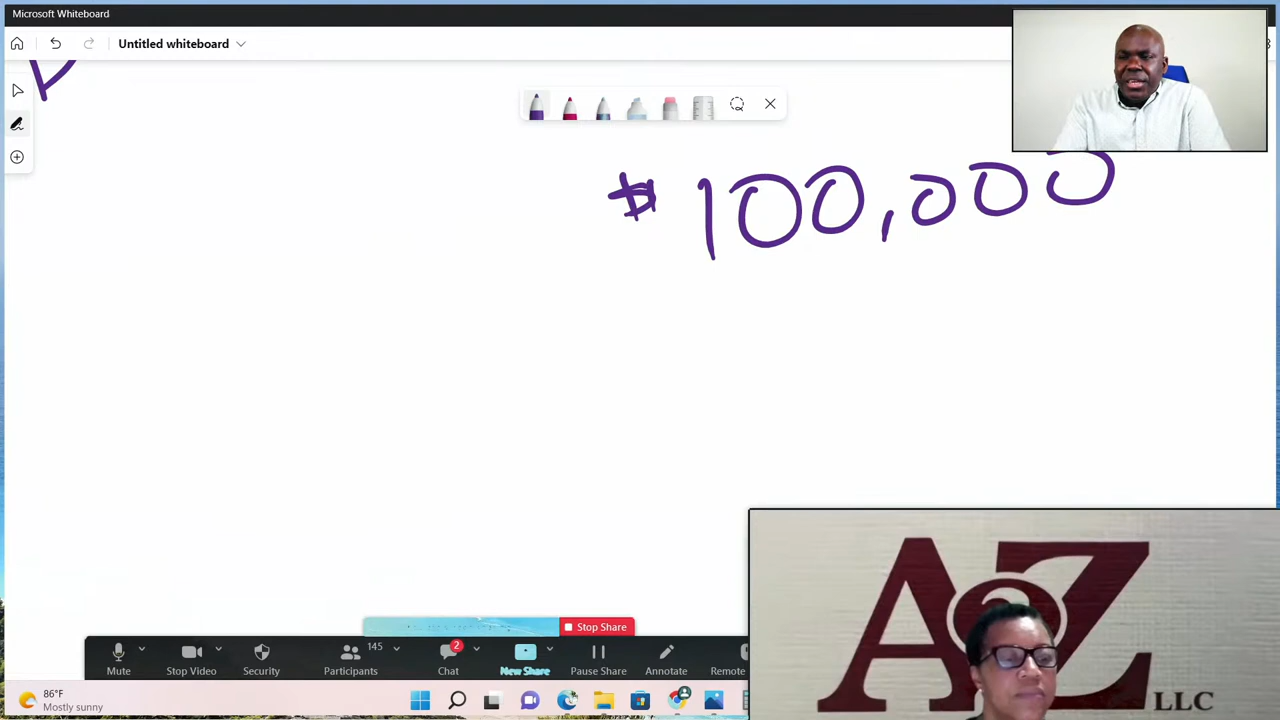 Microsoft Whiteboard
Untitled whiteboard
$100,000
Stop Share
145
2
Mute
Stop Video
Security
Participants
Chat
New Share
Pause Share
Annotate
Remote
86°F
Mostly sunny
AZ
LLC